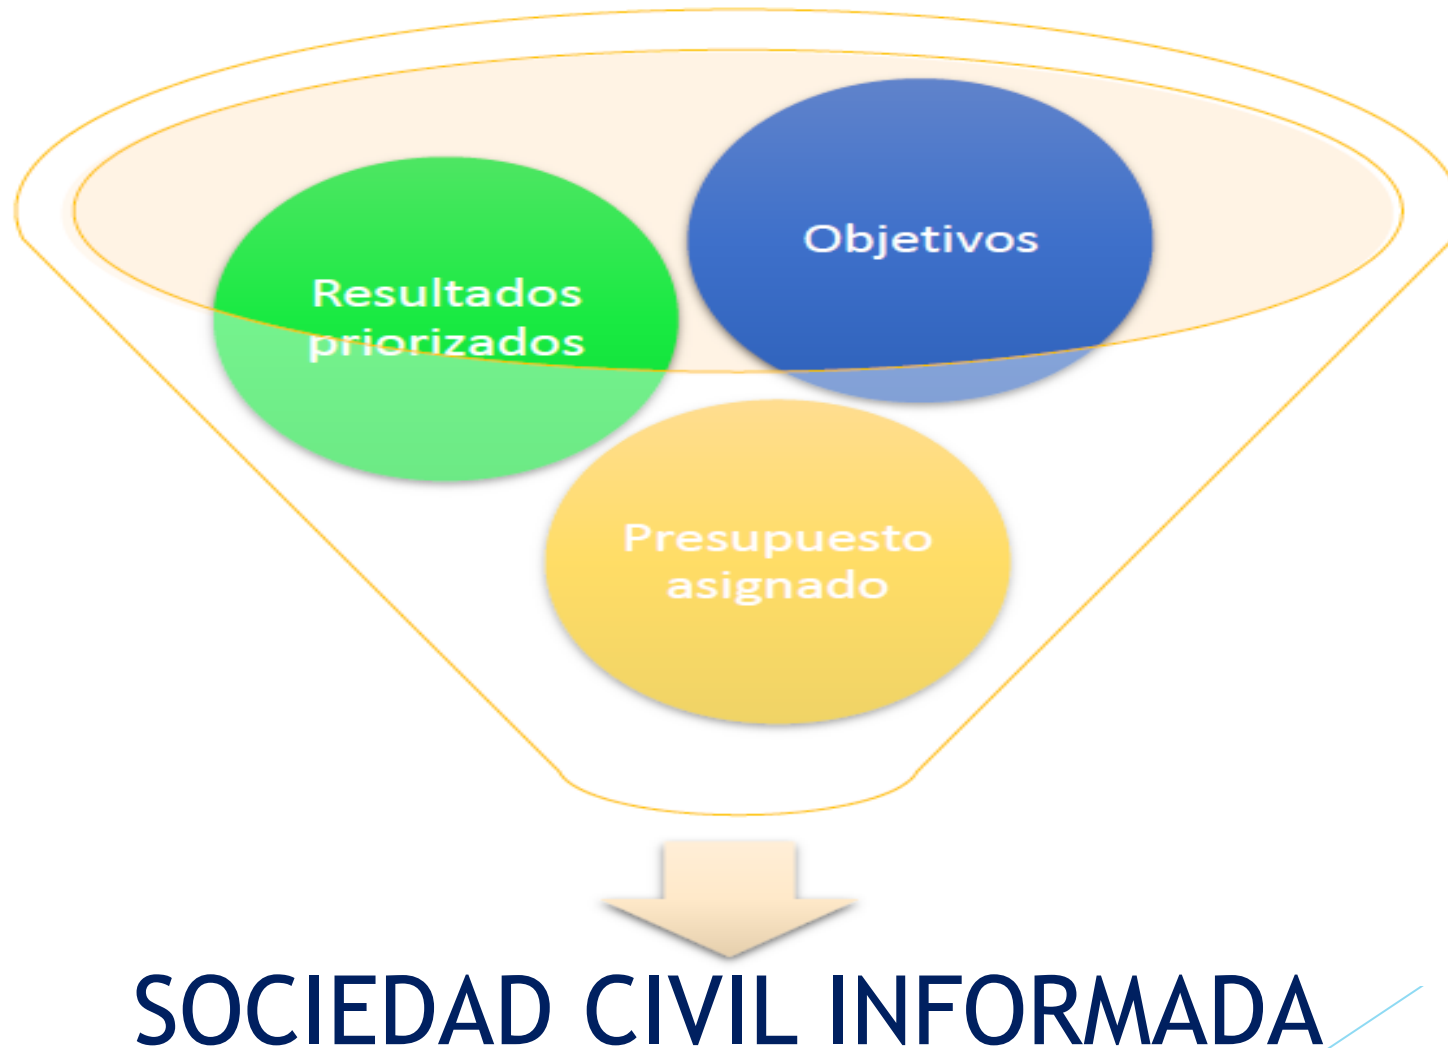 Objetivos
Resultados
priorizados
Presupuesto
asignado
SOCIEDAD CIVIL INFORMADA